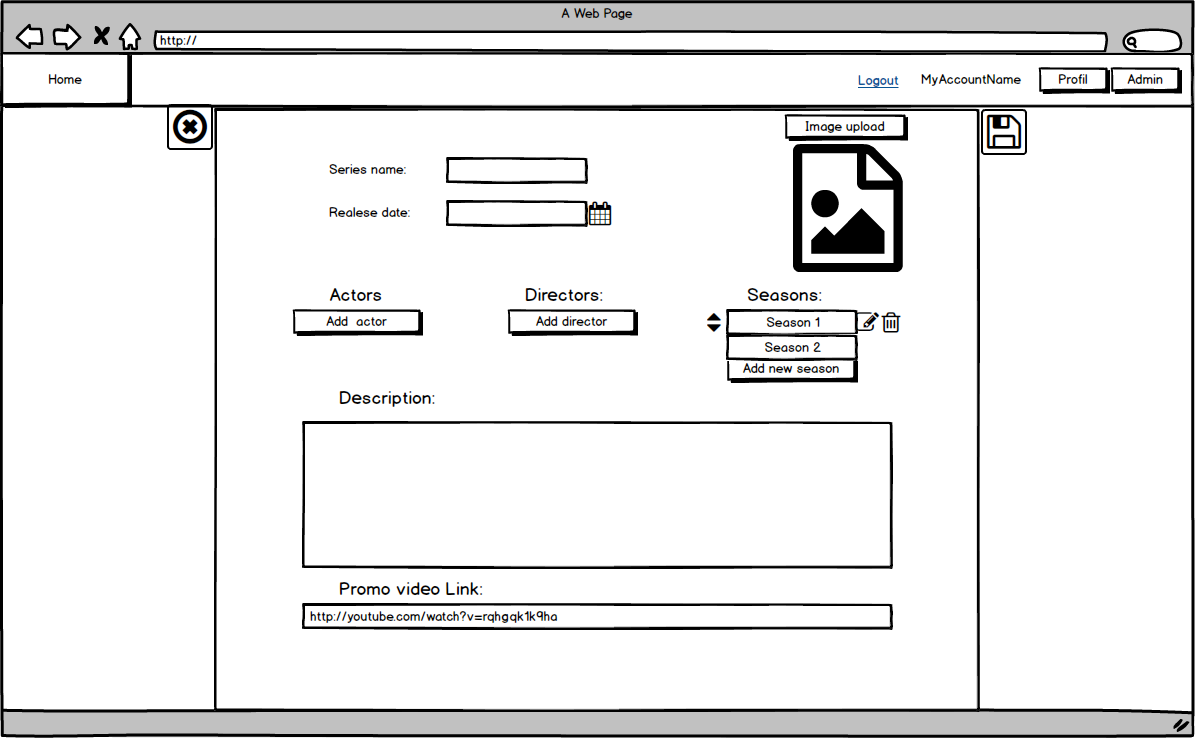 A Web Page
http://
Home
Logout
MyAccountName
Profil
Admin
Image upload
Series name:
Realese date:
Actors
Directors:
Seasons:
Add actor
Add director
Season 1
Season 2
Add new season
Description:
Promo video Link:
http://youtube.com/watch?v=rqhgqk1k9ha